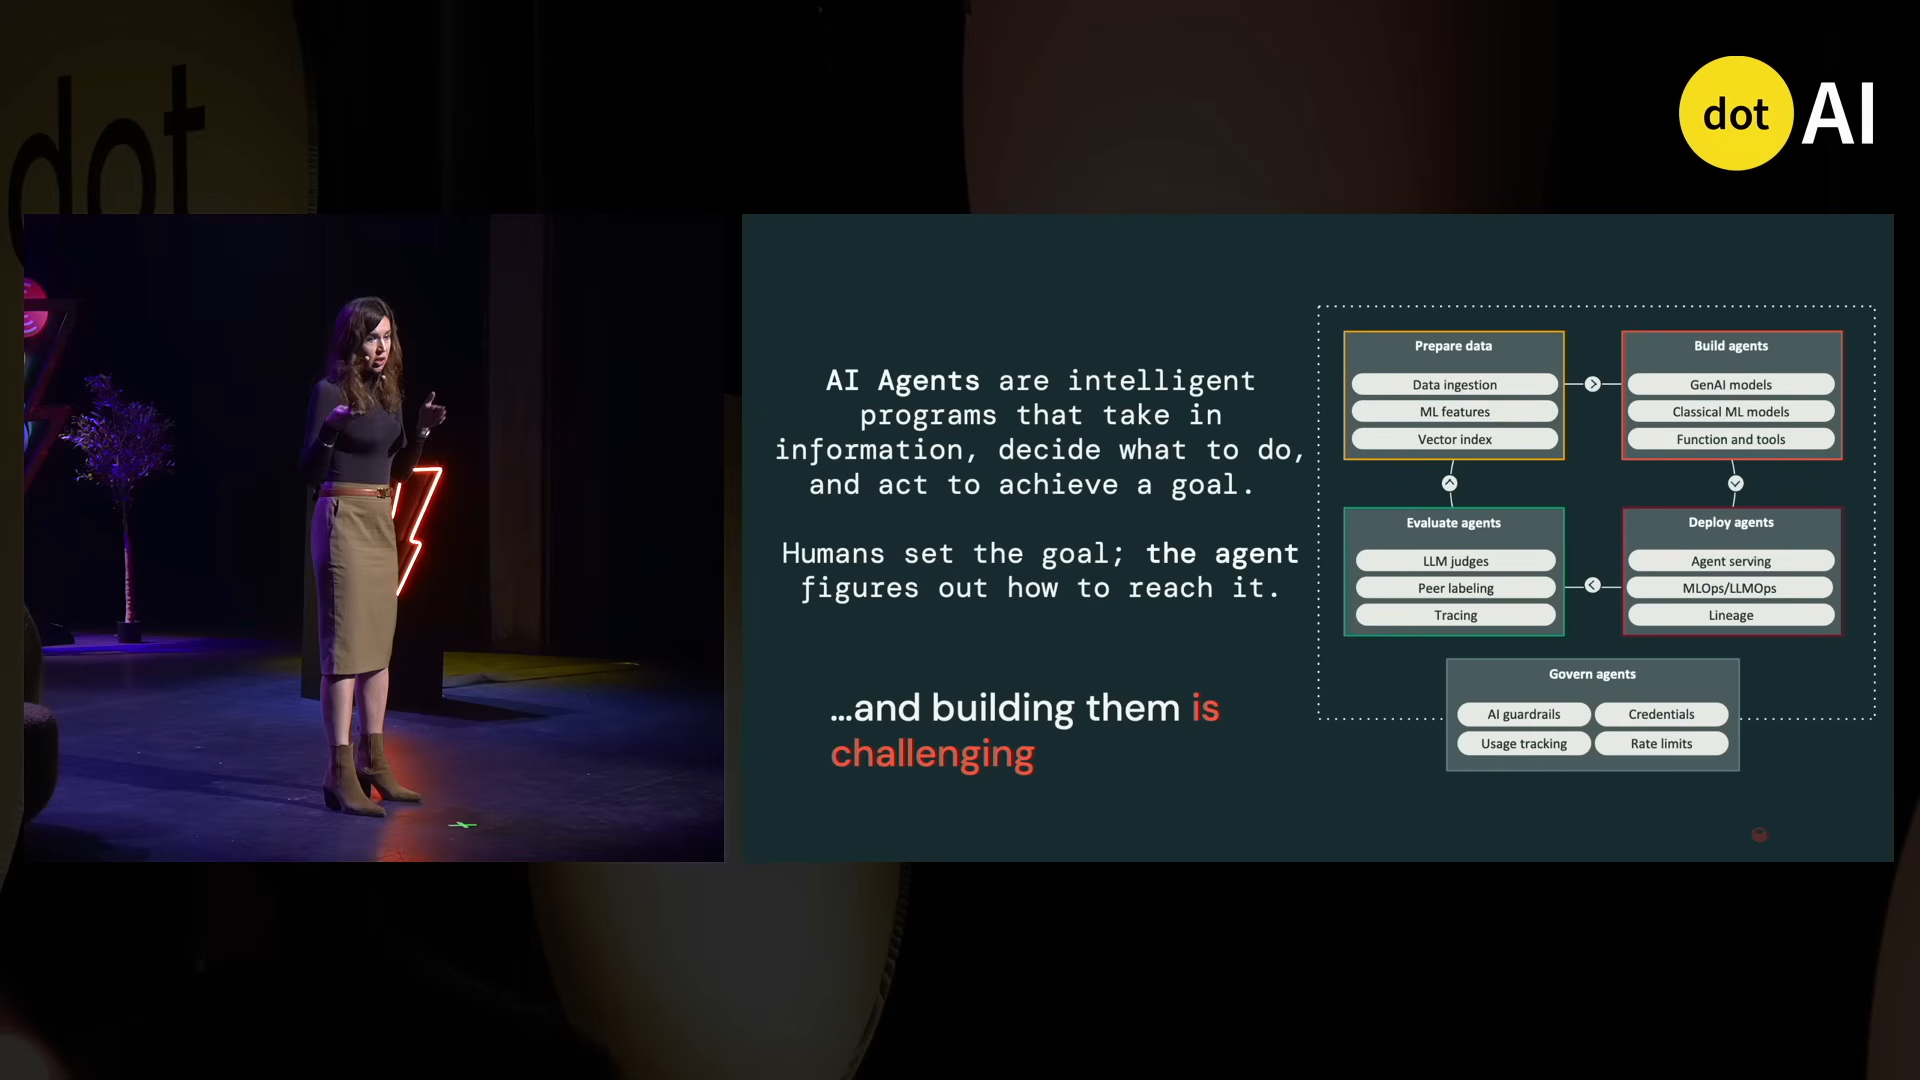 dot
dot AI
AI Agents are intelligent
programs that take in
information, decide what to do,
and act to achieve a goal.
Humans set the goal; the agent
figures out how to reach it.
...and building them is
challenging
Prepare data
Data ingestion
ML features
Vector index
Build agents
GenAI models
Classical ML models
Function and tools
Evaluate agents
LLM judges
Peer labeling
Tracing
Deploy agents
Agent serving
MLOps/LLMOps
Lineage
Govern agents
AI guardrails
Credentials
Usage tracking
Rate limits